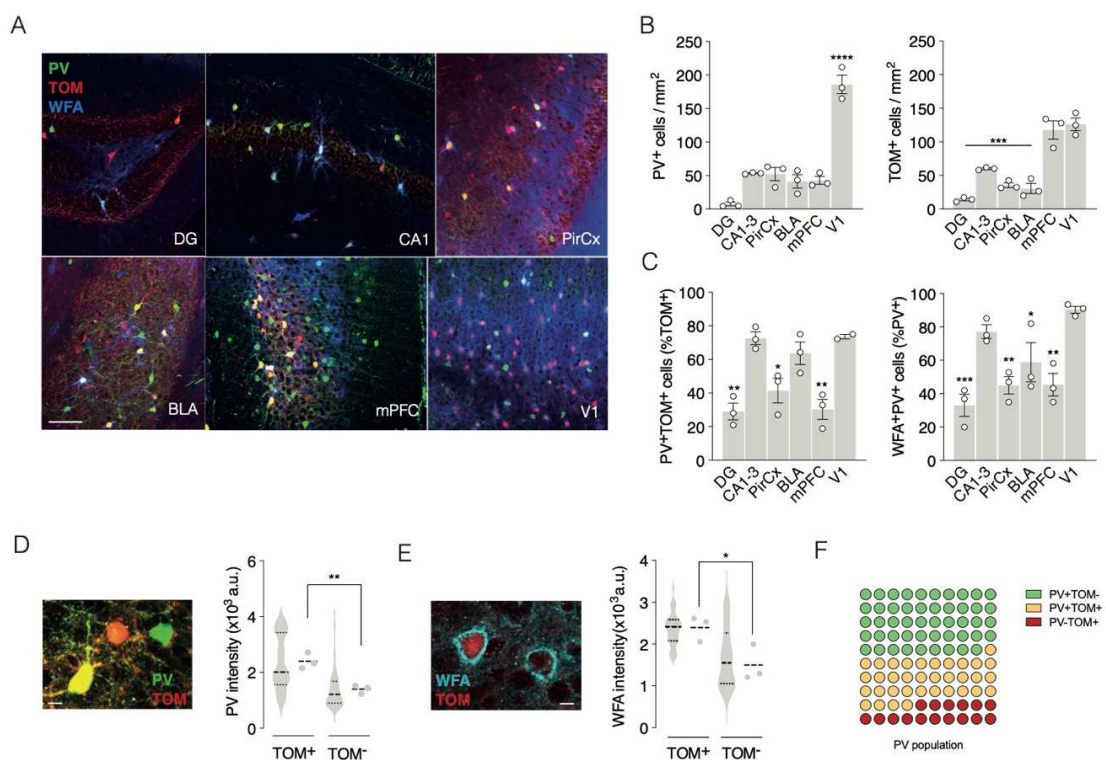 A
PV
TOM
WFA
DG
CA1
PirCx
BLA
mPFC
V1
B
PV+ cells / mm2
250
200
150
100
50
0
****
DG
CA1-3
PirCx
BLA
mPFC
V1
TOM+ cells / mm2
250
200
150
100
50
0
***
DG
CA1-3
PirCx
BLA
mPFC
V1
C
PV+TOM+ cells (%TOM+)
100
80
60
40
20
0
**
*
**
DG
CA1-3
PirCx
BLA
mPFC
V1
WFA+PV+ cells (%PV+)
100
80
60
40
20
0
***
**
*
**
DG
CA1-3
PirCx
BLA
mPFC
V1
D
PV
TOM
PV intensity (x10³ a.u.)
6
4
2
0
**
TOM+
TOM-
E
WFA
TOM
WFA intensity (x10³ a.u.)
4
3
2
1
0
*
TOM+
TOM-
F
PV+TOM-
PV+TOM+
PV-TOM+
PV population